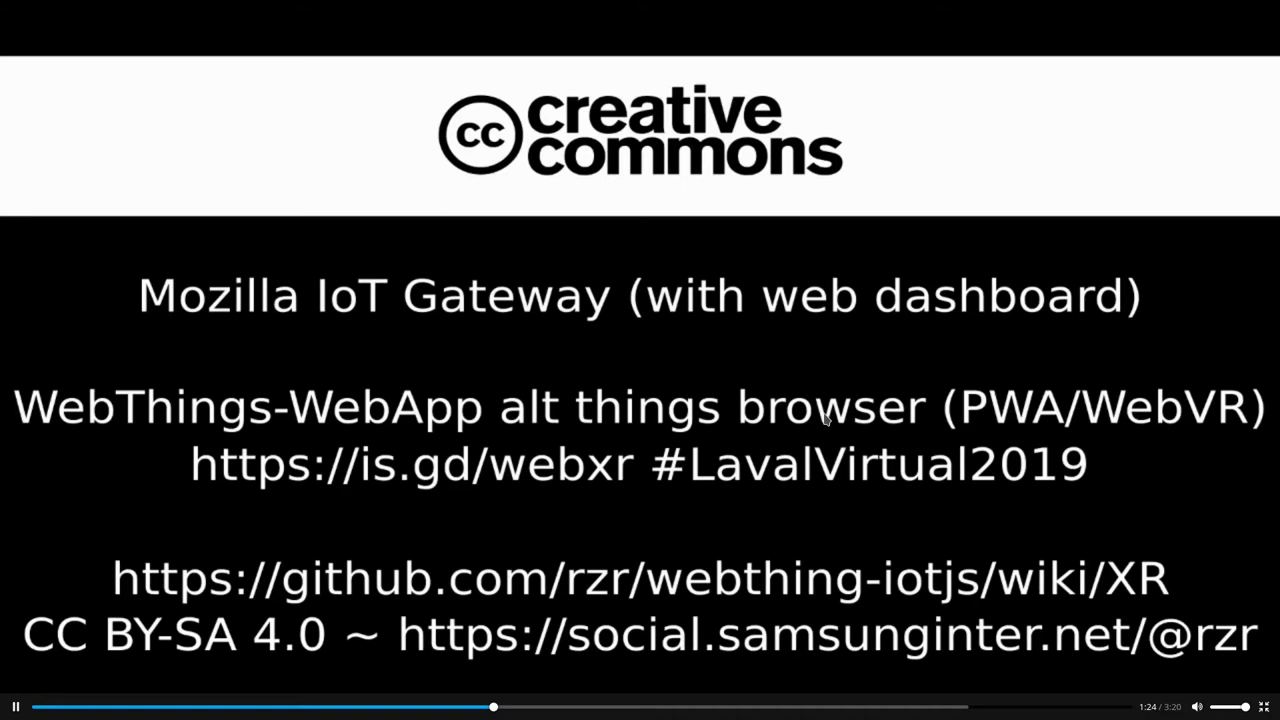 cc creative
commons
Mozilla IoT Gateway (with web dashboard)
WebThings-WebApp alt things browser (PWA/WebVR)
https://is.gd/webxr #LavalVirtual2019
https://github.com/rzr/webthing-iotjs/wiki/XR
CC BY-SA 4.0 ~ https://social.samsunginter.net/@rzr
1:24 / 3:20